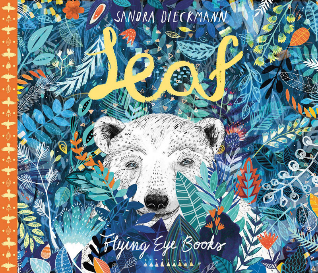 SANDRA DIECKMANN
Leaf
Flying Eye Books